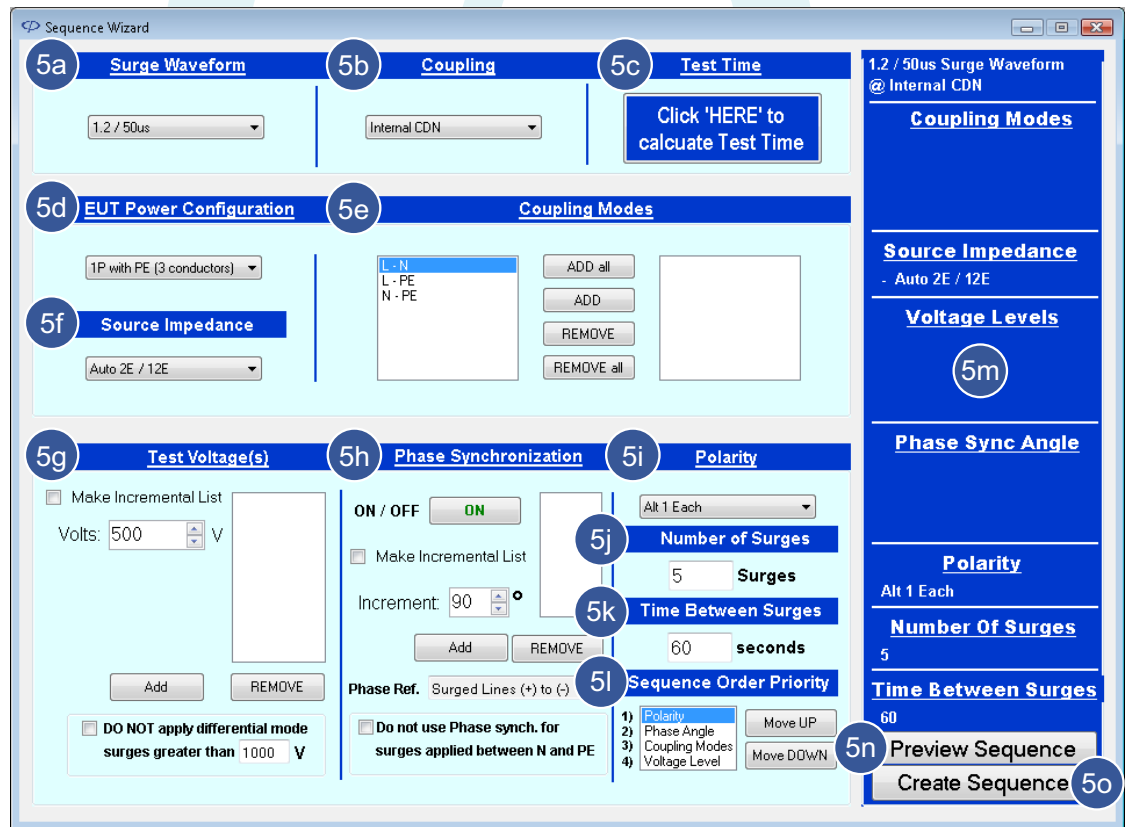 Sequence Wizard
5a
Surge Waveform
5b
Coupling
5c
Test Time
1.2 / 50us
Internal CDN
Click 'HERE' to
calcuate Test Time
5d
EUT Power Configuration
5e
Coupling Modes
1P with PE (3 conductors)
L - N
L - PE
N - PE
ADD all
ADD
REMOVE
REMOVE all
5f
Source Impedance
Auto 2E / 12E
5g
Test Voltage(s)
Make Incremental List
Volts: 500 V
Add
REMOVE
DO NOT apply differential mode
surges greater than 1000 V
5h
Phase Synchronization
ON / OFF ON
Make Incremental List
Increment: 90 °
Add
REMOVE
Phase Ref. Surged Lines (+) to (-)
Do not use Phase synch. for
surges applied between N and PE
5i
Polarity
Alt 1 Each
5j
Number of Surges
5 Surges
5k
Time Between Surges
60 seconds
5l
Sequence Order Priority
1) Polarity
2) Phase Angle
3) Coupling Modes
4) Voltage Level
Move UP
Move DOWN
1.2 / 50us Surge Waveform
@ Internal CDN
Coupling Modes
Source Impedance
- Auto 2E / 12E
Voltage Levels
5m
Phase Sync Angle
Polarity
Alt 1 Each
Number Of Surges
5
Time Between Surges
60
5n
Preview Sequence
Create Sequence
5o